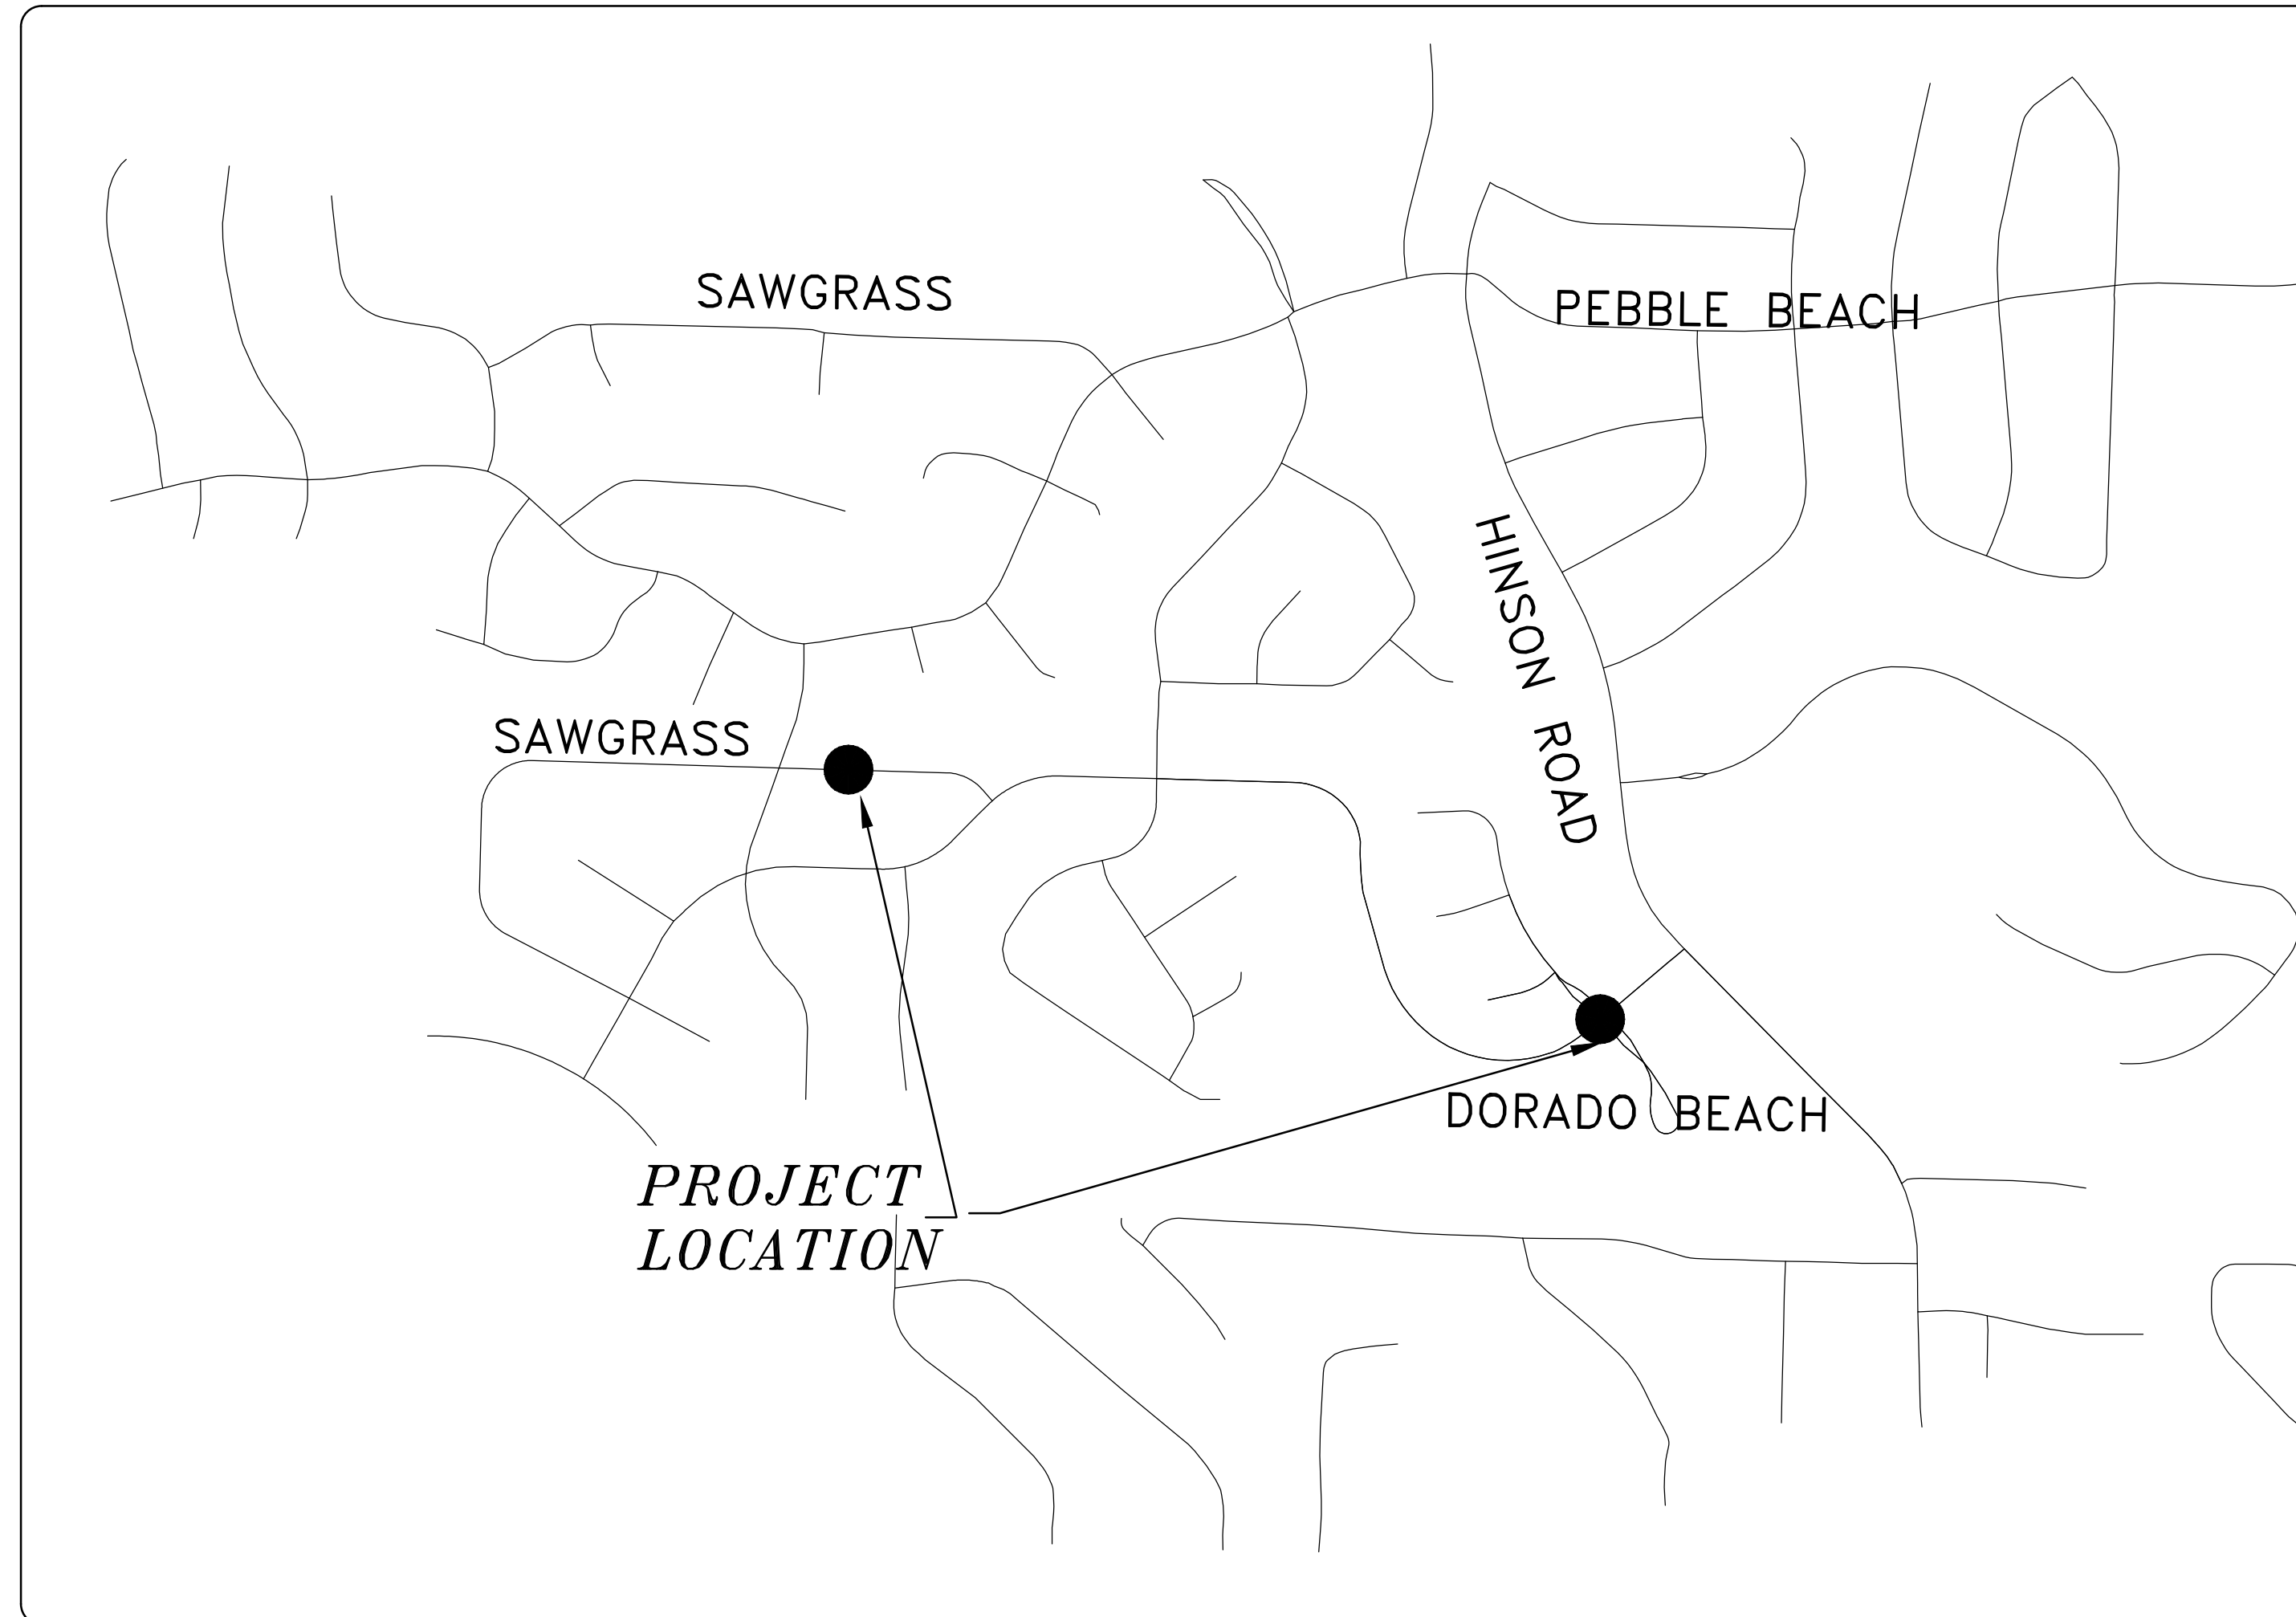 SAWGRASS
PEBBLE BEACH
HINSON ROAD
SAWGRASS
DORADO BEACH
PROJECT
LOCATION